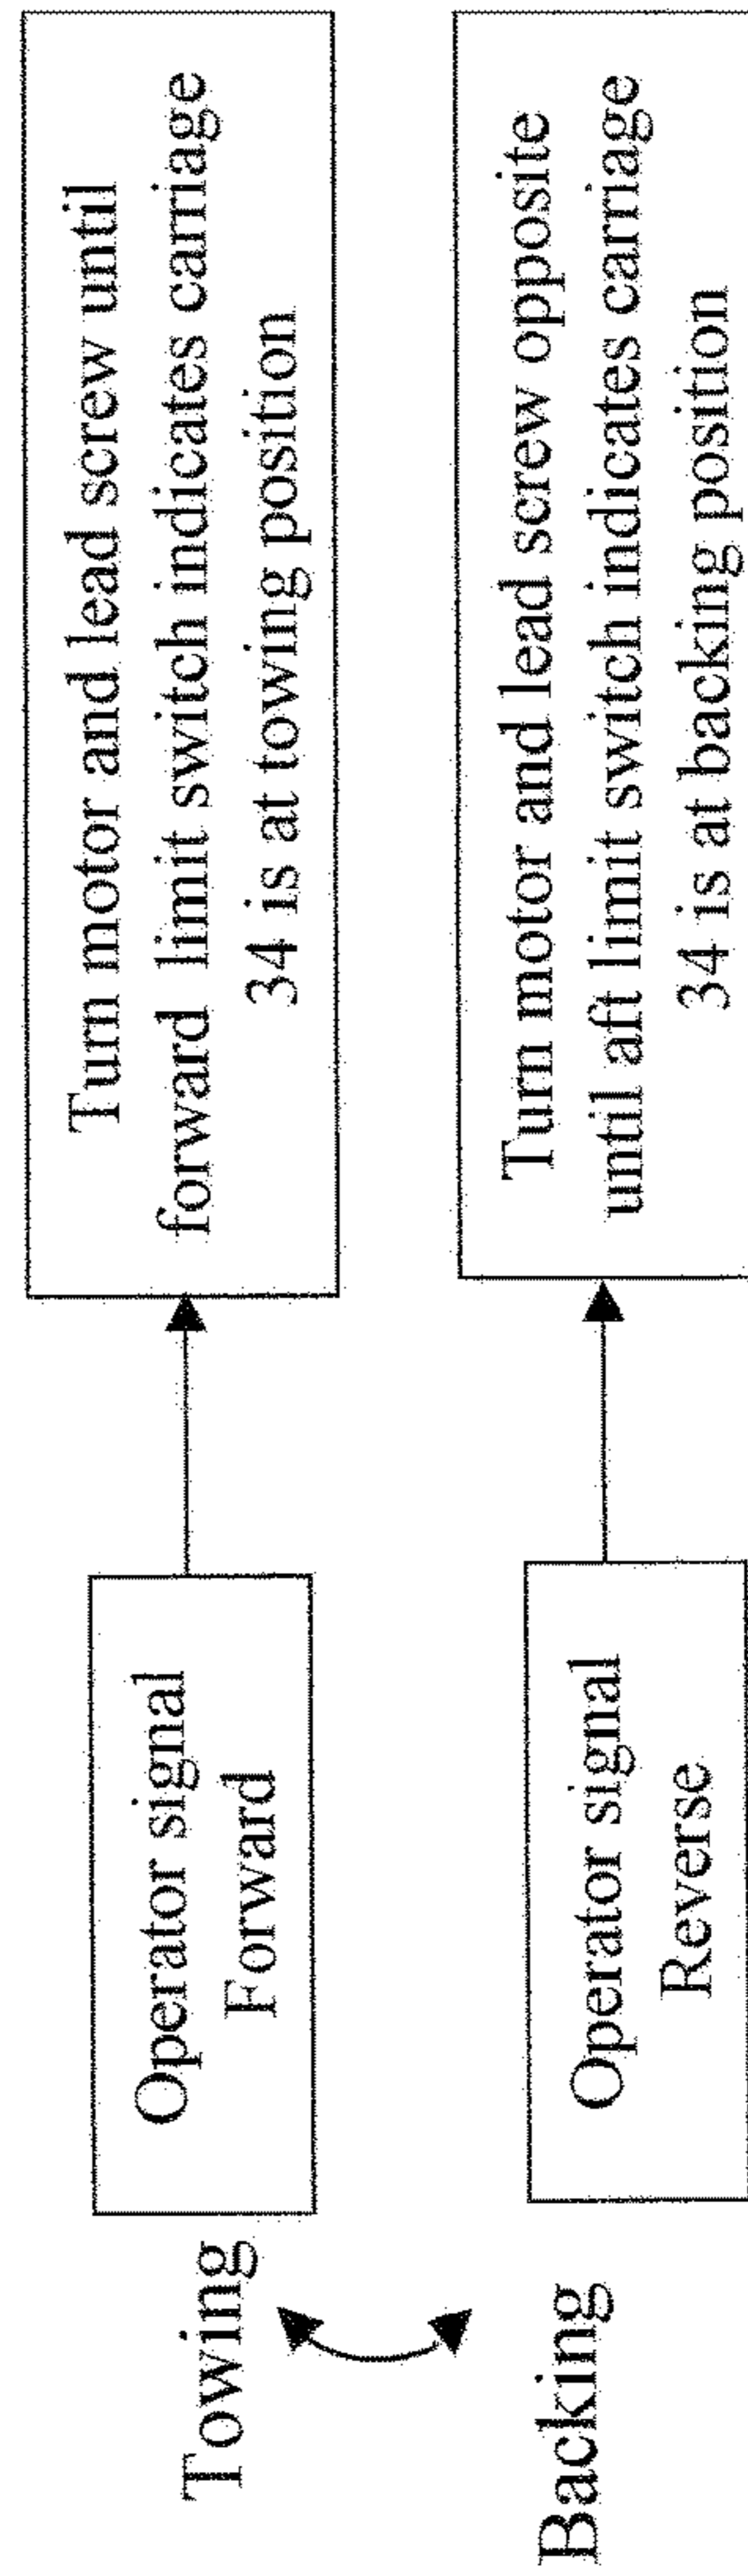 Towing
Operator signal
Forward
Turn motor and lead screw until
forward limit switch indicates carriage
34 is at towing position
Backing
Operator signal
Reverse
Turn motor and lead screw opposite
until aft limit switch indicates carriage
34 is at backing position